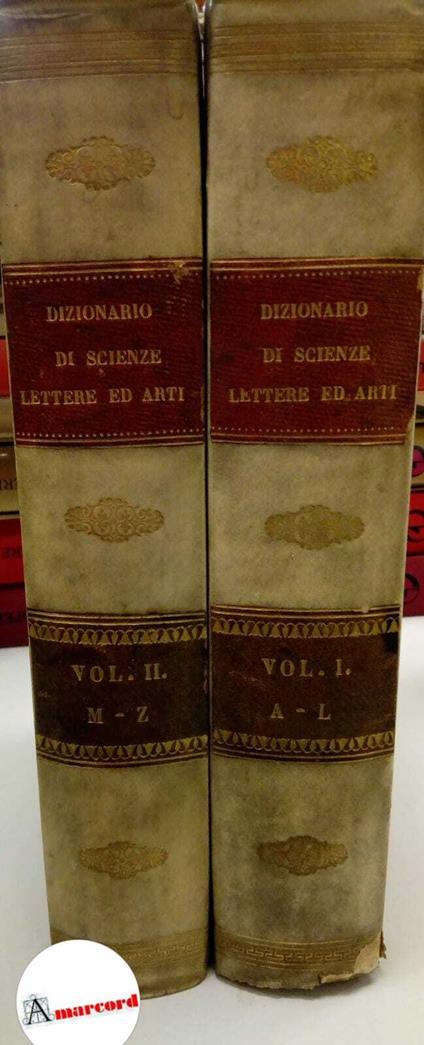 DIZIONARIO
DI SCIENZE
LETTERE ED ARTI
VOL. II.
M - Z
DIZIONARIO
DI SCIENZE
LETTERE ED ARTI
VOL. I.
A - L
Amarcord